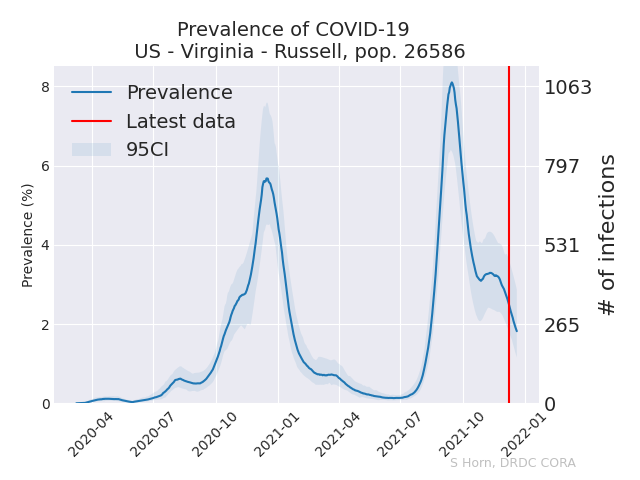 Prevalence of COVID-19
US - Virginia - Russell, pop. 26586
Prevalence
Latest data
95CI
Prevalence (%)
8
6
4
2
0
1063
797
531
265
0
# of infections
2020-04
2020-07
2020-10
2021-01
2021-04
2021-07
2021-10
2022-01
S Horn, DRDC CORA